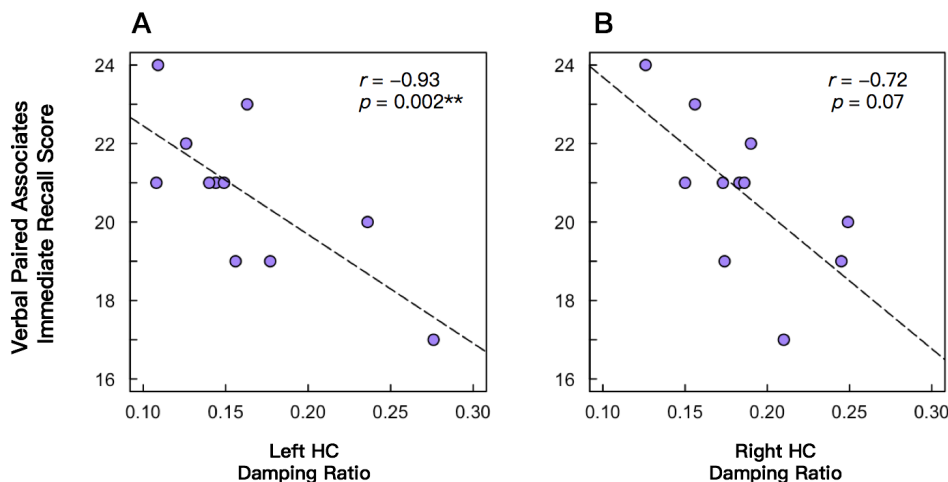 A
B
Verbal Paired Associates
Immediate Recall Score
24
22
20
18
16
r = −0.93
p = 0.002**
0.10
0.15
0.20
0.25
0.30
Left HC
Damping Ratio
24
22
20
18
16
r = −0.72
p = 0.07
0.10
0.15
0.20
0.25
0.30
Right HC
Damping Ratio